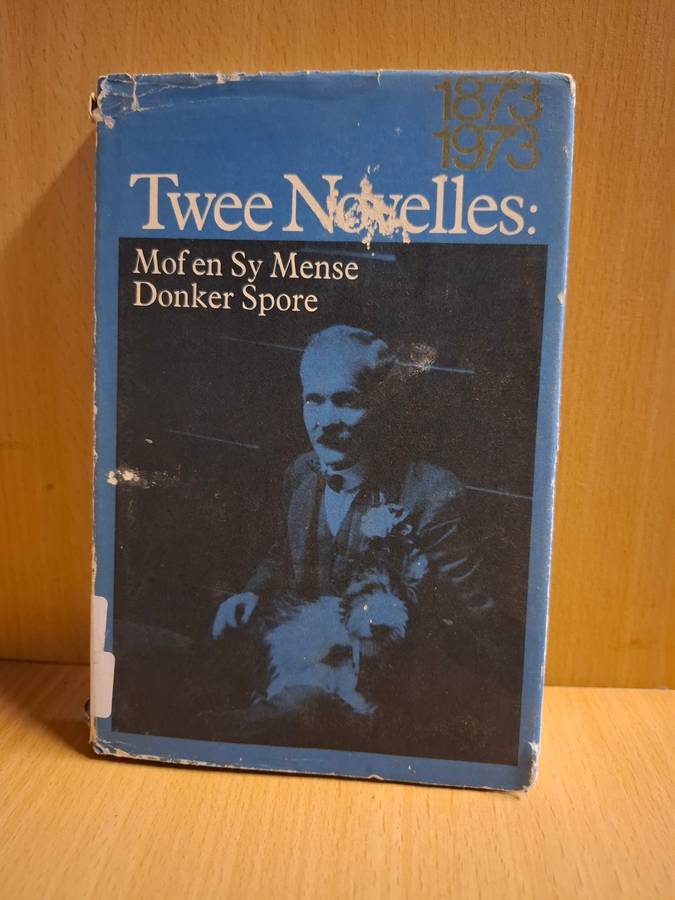 1873
1973
Twee Novelles:
Mof en Sy Mense
Donker Spore